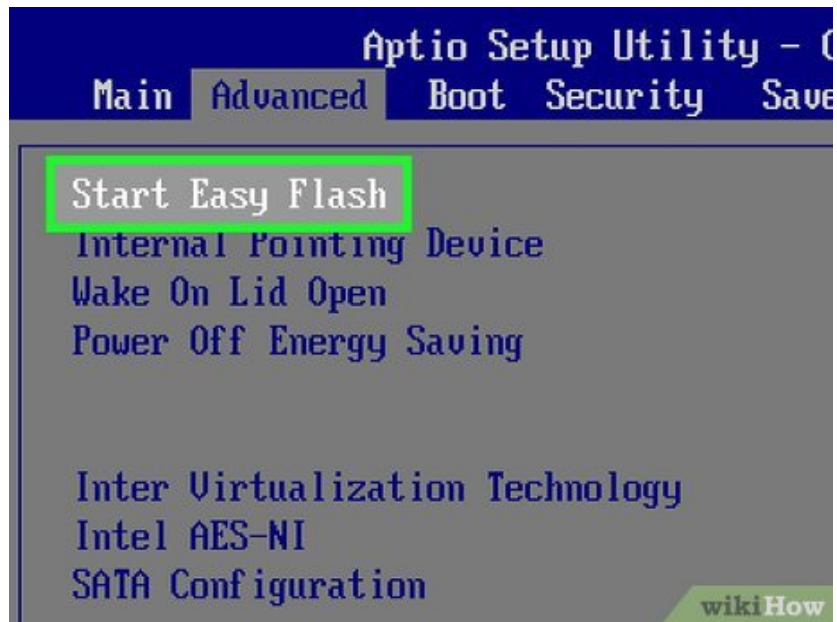 Aptio Setup Utility -
Main Advanced Boot Security Save
Start Easy Flash
Internal Pointing Device
Wake On Lid Open
Power Off Energy Saving
Inter Virtualization Technology
Intel AES-NI
SATA Configuration
wikiHow